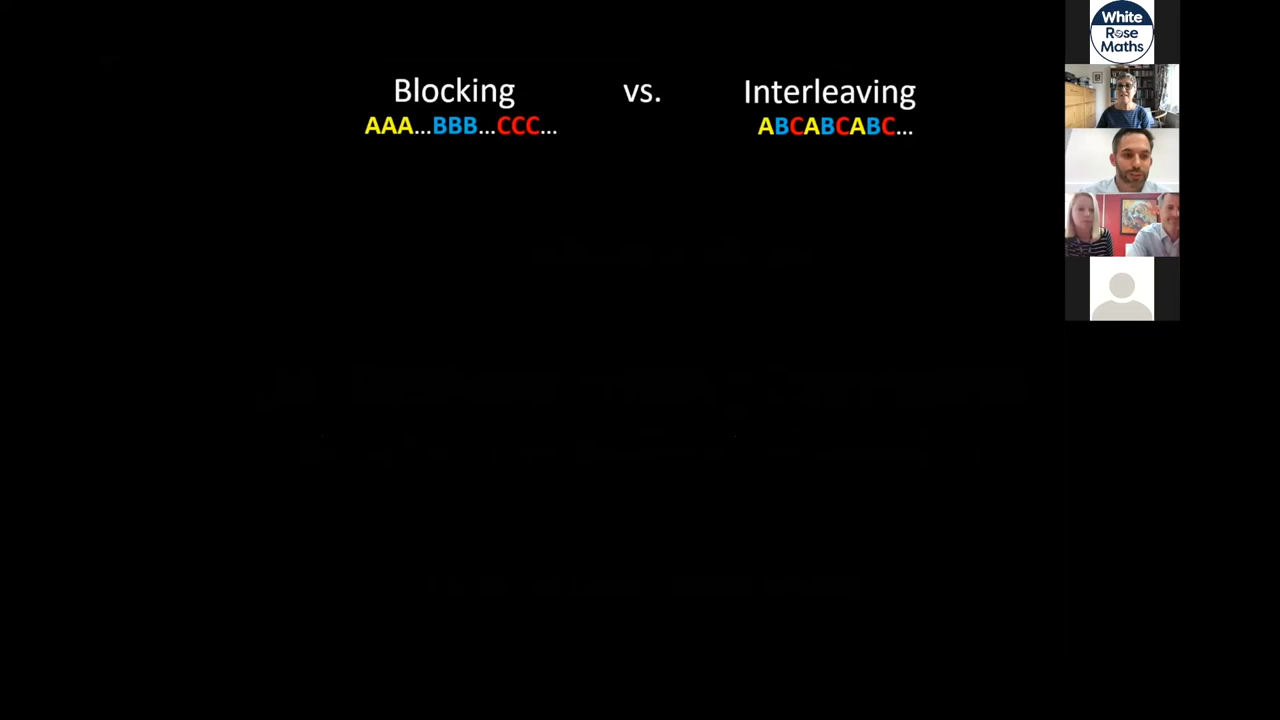 White
Rose
Maths
Blocking vs. Interleaving
AAA...BBB...CCC... ABCABCABC...